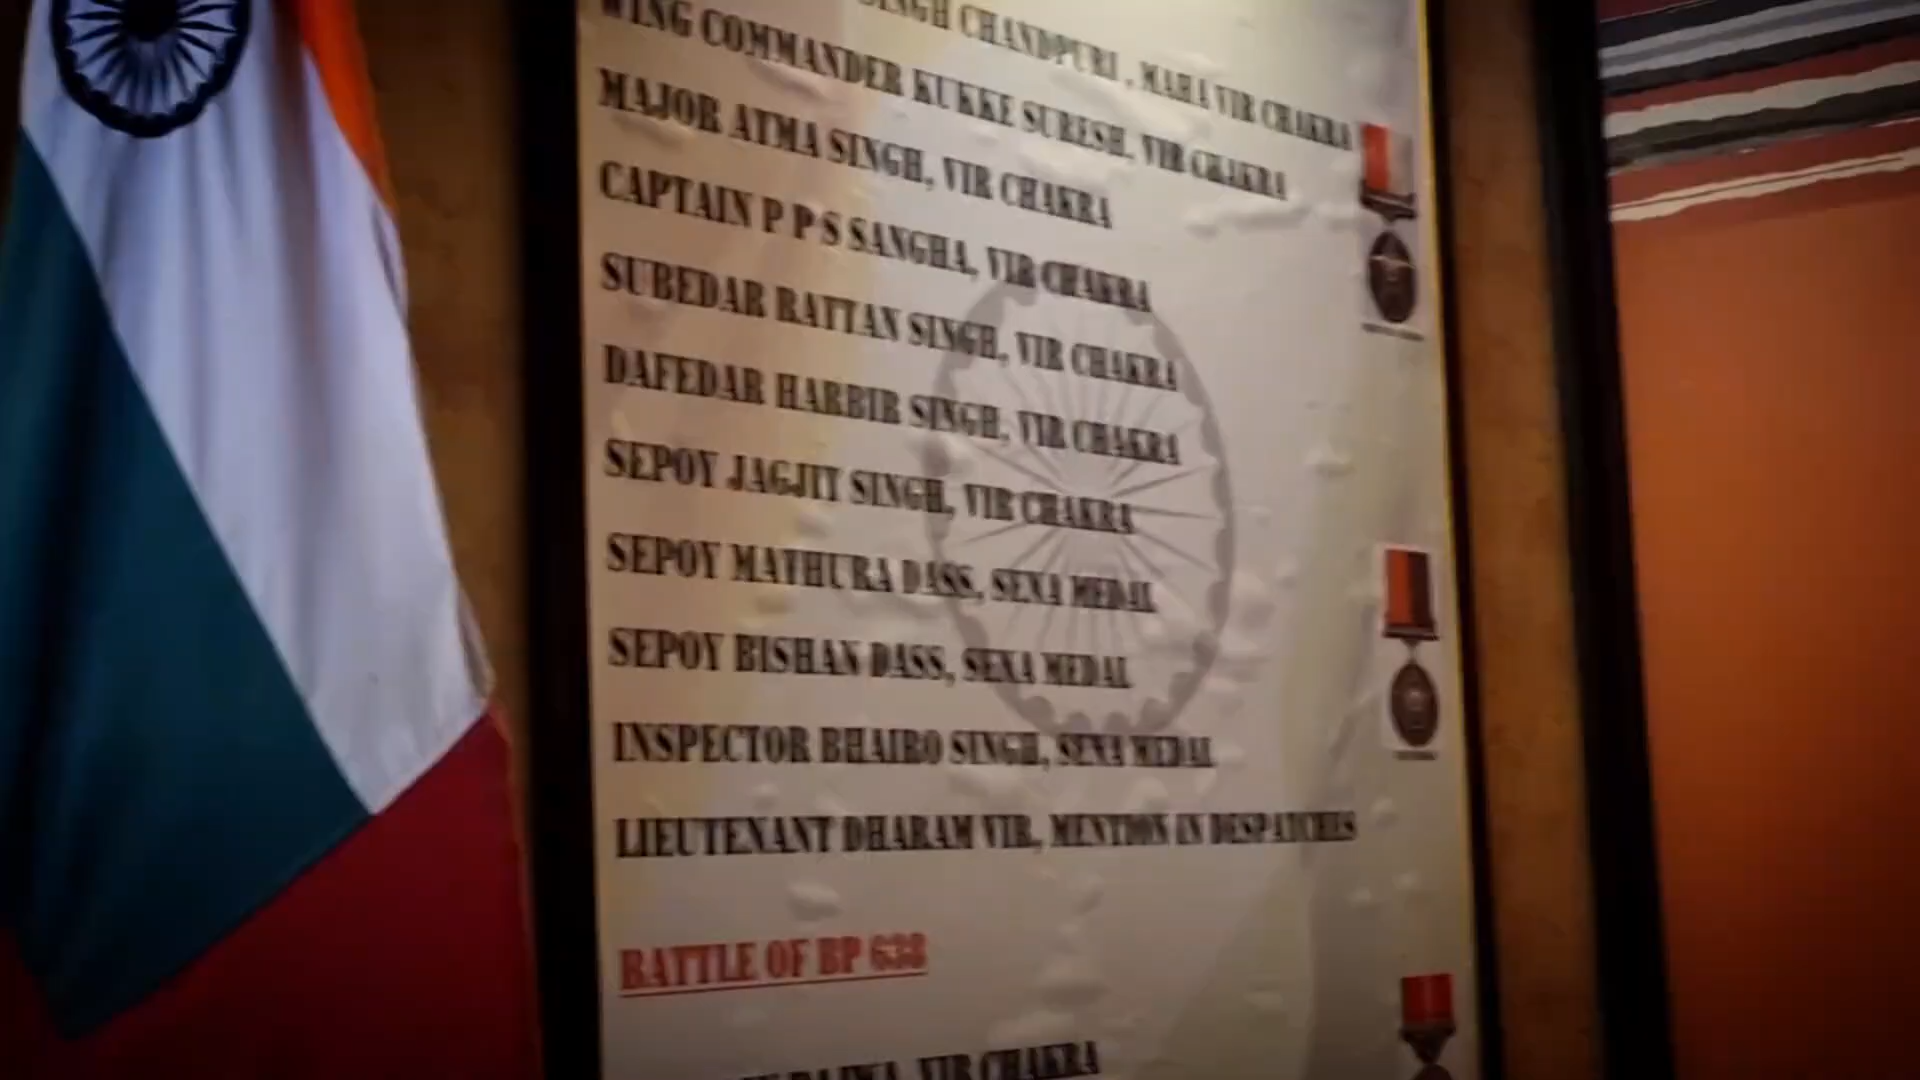 SINGH CHANDPURI , MAHA VIR CHAKRA
WING COMMANDER KUKKE SURESH, VIR CHAKRA
MAJOR ATMA SINGH, VIR CHAKRA
CAPTAIN P P S SANGHA, VIR CHAKRA
SUBEDAR RATTAN SINGH, VIR CHAKRA
DAFEDAR HARBIR SINGH, VIR CHAKRA
SEPOY JAGJIT SINGH, VIR CHAKRA
SEPOY MATHURA DASS, SENA MEDAL
SEPOY BISHAN DASS, SENA MEDAL
INSPECTOR BHAIRO SINGH, SENA MEDAL
LIEUTENANT DHARAM VIR, MENTION IN DESPATCHES
BATTLE OF BP 638
BAJWA, VIR CHAKRA